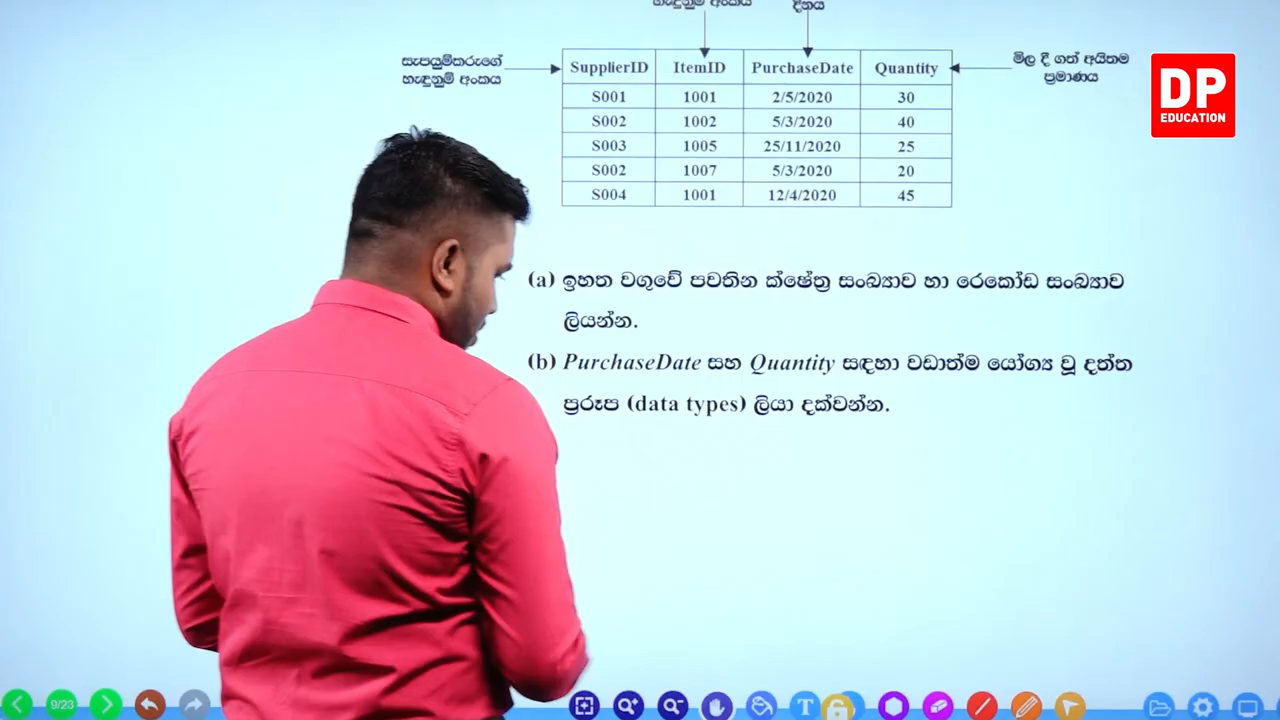 හැඳුනුම් අංකය
දිනය
සැපයුම්කරුගේ
හැඳුනුම් අංකය
SupplierID ItemID PurchaseDate Quantity
S001 1001 2/5/2020 30
S002 1002 5/3/2020 40
S003 1005 25/11/2020 25
S002 1007 5/3/2020 20
S004 1001 12/4/2020 45
මිල දී ගත් අයිතම
ප්‍රමාණය
DP
EDUCATION
(a) ඉහත වගුවේ පවතින ක්ෂේත්‍ර සංඛ්‍යාව හා රෙකෝඩ සංඛ්‍යාව
ලියන්න.
(b) PurchaseDate සහ Quantity සඳහා වඩාත්ම යෝග්‍ය වූ දත්ත
ප්‍රරූප (data types) ලියා දක්වන්න.
9/23